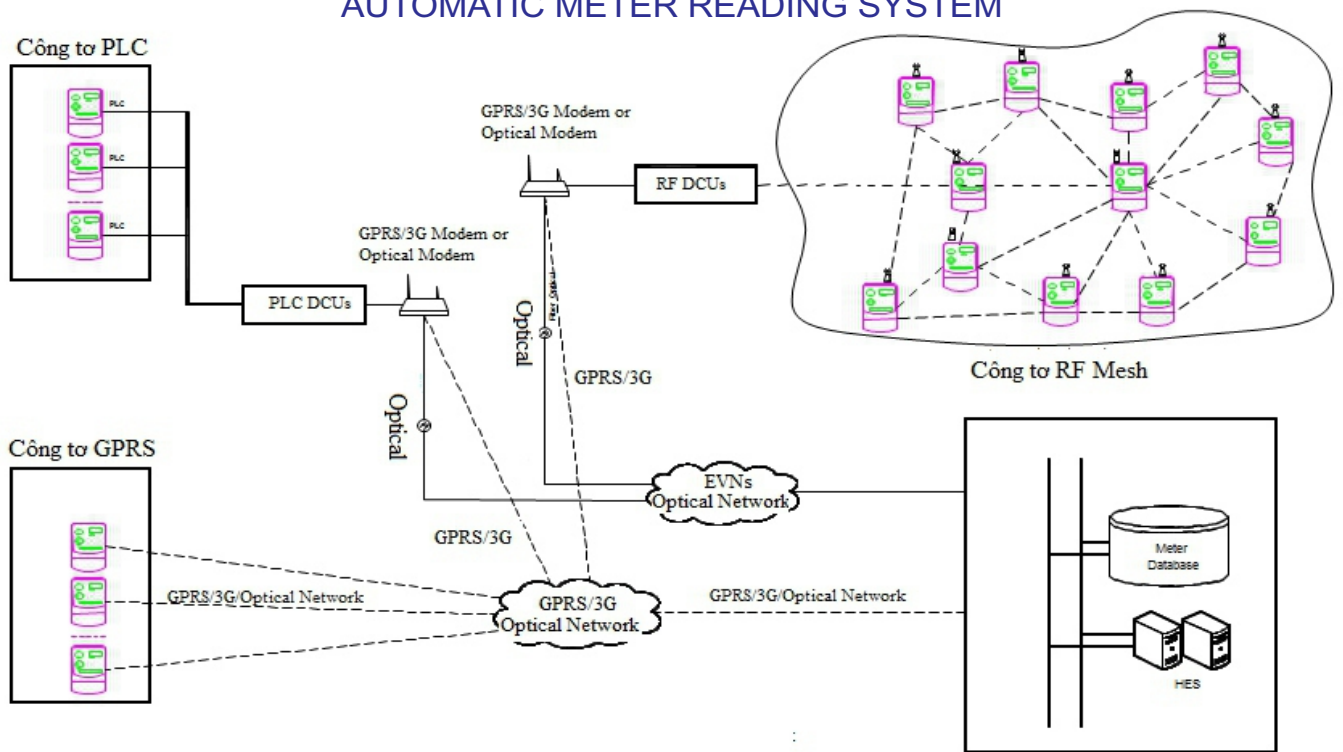 AUTOMATIC METER READING SYSTEM
Công tơ PLC
PLC
PLC
PLC
PLC DCUs
GPRS/3G Modem or
Optical Modem
GPRS/3G Modem or
Optical Modem
RF DCUs
Công tơ RF Mesh
Optical
Optical
GPRS/3G
GPRS/3G
Công tơ GPRS
GPRS/3G/Optical Network
EVNs
Optical Network
GPRS/3G
Optical Network
GPRS/3G/Optical Network
Meter
Database
HES